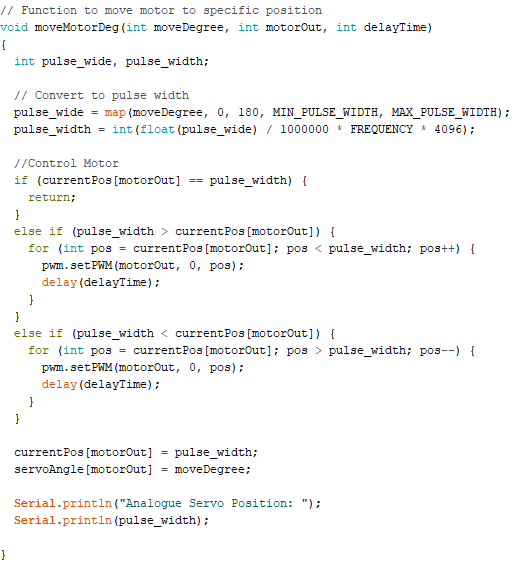 // Function to move motor to specific position
void moveMotorDeg(int moveDegree, int motorOut, int delayTime)
{
  int pulse_wide, pulse_width;

  // Convert to pulse width
  pulse_wide = map(moveDegree, 0, 180, MIN_PULSE_WIDTH, MAX_PULSE_WIDTH);
  pulse_width = int(float(pulse_wide) / 1000000 * FREQUENCY * 4096);

  //Control Motor
  if (currentPos[motorOut] == pulse_width) {
    return;
  }
  else if (pulse_width > currentPos[motorOut]) {
    for (int pos = currentPos[motorOut]; pos < pulse_width; pos++) {
      pwm.setPWM(motorOut, 0, pos);
      delay(delayTime);
    }
  }
  else if (pulse_width < currentPos[motorOut]) {
    for (int pos = currentPos[motorOut]; pos > pulse_width; pos--) {
      pwm.setPWM(motorOut, 0, pos);
      delay(delayTime);
    }
  }

  currentPos[motorOut] = pulse_width;
  servoAngle[motorOut] = moveDegree;

  Serial.println("Analogue Servo Position: ");
  Serial.println(pulse_width);

}